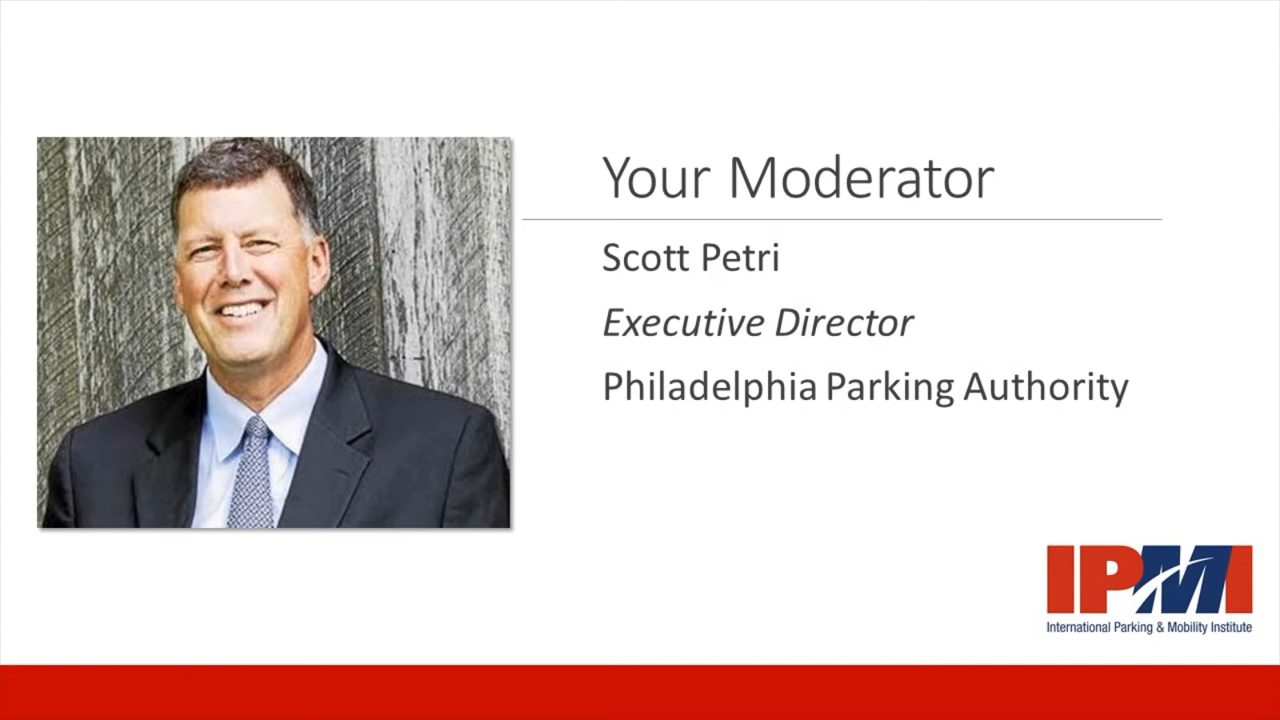 Your Moderator
Scott Petri
Executive Director
Philadelphia Parking Authority
IPMI
International Parking & Mobility Institute